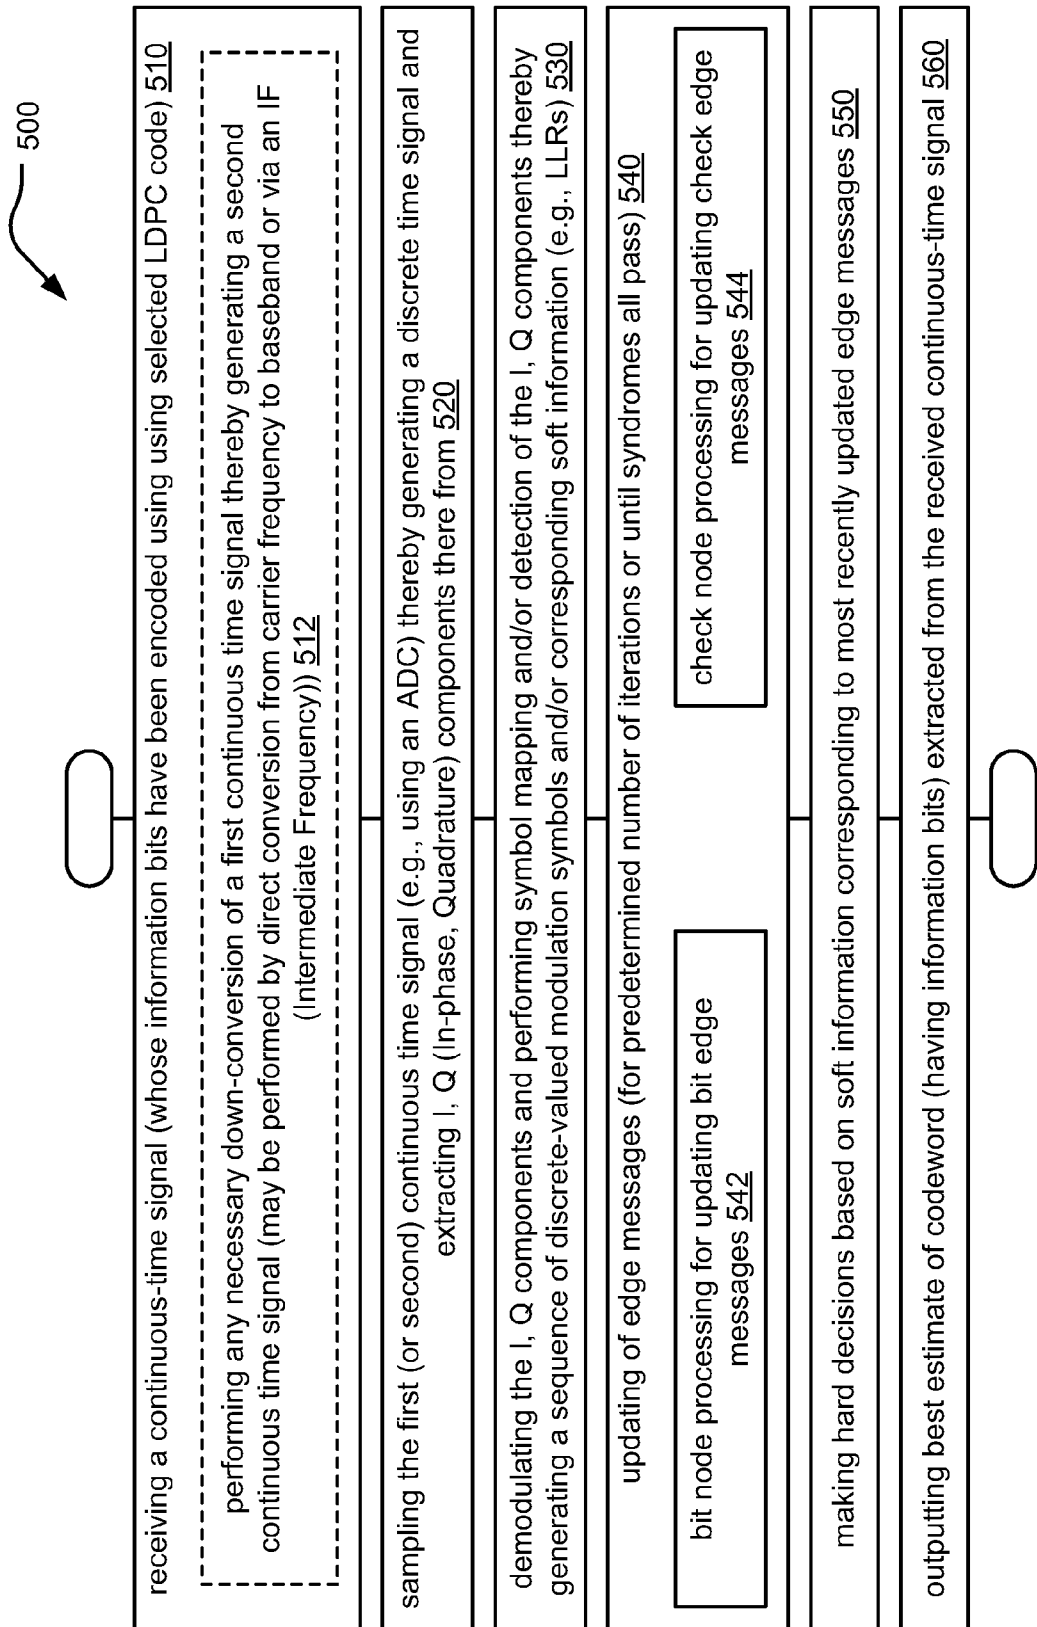 500
receiving a continuous-time signal (whose information bits have been encoded using using selected LDPC code) 510
performing any necessary down-conversion of a first continuous time signal thereby generating a second
continuous time signal (may be performed by direct conversion from carrier frequency to baseband or via an IF
(Intermediate Frequency)) 512
sampling the first (or second) continuous time signal (e.g., using an ADC) thereby generating a discrete time signal and
extracting I, Q (In-phase, Quadrature) components there from 520
demodulating the I, Q components and performing symbol mapping and/or detection of the I, Q components thereby
generating a sequence of discrete-valued modulation symbols and/or corresponding soft information (e.g., LLRs) 530
updating of edge messages (for predetermined number of iterations or until syndromes all pass) 540
bit node processing for updating bit edge
messages 542
check node processing for updating check edge
messages 544
making hard decisions based on soft information corresponding to most recently updated edge messages 550
outputting best estimate of codeword (having information bits) extracted from the received continuous-time signal 560